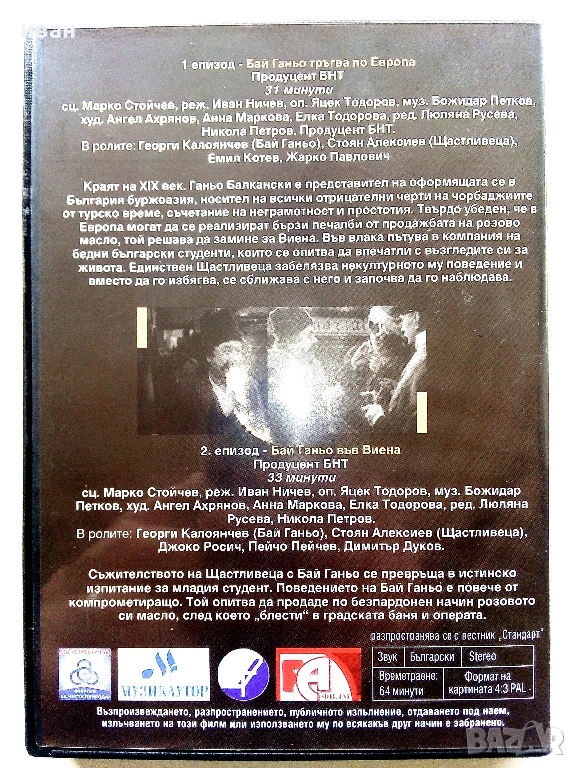 иван
1 епизод - Бай Ганьо тръгва по Европа
Продуцент БНТ
31 минути
сц. Марко Стойчев, реж. Иван Ничев, оп. Яцек Тодоров, муз. Божидар Петков,
худ. Ангел Ахрянов, Анна Маркова, Елка Тодорова, ред. Люляна Русева,
Никола Петров. Продуцент БНТ.
В ролите: Георги Калоянчев (Бай Ганьо), Стоян Алексиев (Щастливеца),
Емил Котев, Жарко Павлович
Краят на XIX век. Ганьо Балкански е представител на оформящата се в
България буржоазия, носител на всички отрицателни черти на чорбаджиите
от турско време, съчетание на неграмотност и простотия. Твърдо убеден, че в
Европа могат да се реализират бързи печалби от продажбата на розово
масло, той решава да замине за Виена. Във влака пътува в компания на
бедни български студенти, които се опитва да впечатли с възгледите си за
живота. Единствен Щастливеца забелязва некултурното му поведение и
вместо да го избягва, се сближава с него и започва да го наблюдава.
2. епизод - Бай Ганьо във Виена
Продуцент БНТ
33 минути
сц. Марко Стойчев, реж. Иван Ничев, оп. Яцек Тодоров, муз. Божидар
Петков, худ. Ангел Ахрянов, Анна Маркова, Елка Тодорова, ред. Люляна
Русева, Никола Петров.
В ролите: Георги Калоянчев (Бай Ганьо), Стоян Алексиев (Щастливеца),
Джоко Росич, Пейчо Пейчев, Димитър Дуков.
Съжителството на Щастливеца с Бай Ганьо се превръща в истинско
изпитание за младия студент. Поведението на Бай Ганьо е повече от
компрометиращо. Той опитва да продаде по безпардонен начин розовото
си масло, след което „блести" в градската баня и операта.
разпространява се с вестник „Стандарт"
Звук Български Stereo
Времетраене: 64 минути
Формат на картината 4:3 PAL
МУЗИКАУТОР
ФИЛМ
Възпроизвеждането, разпространението, публичното изпълнение, отдаването под наем,
излъчването на този филм или използването му по всякакъв друг начин е забранено.
BAZAR